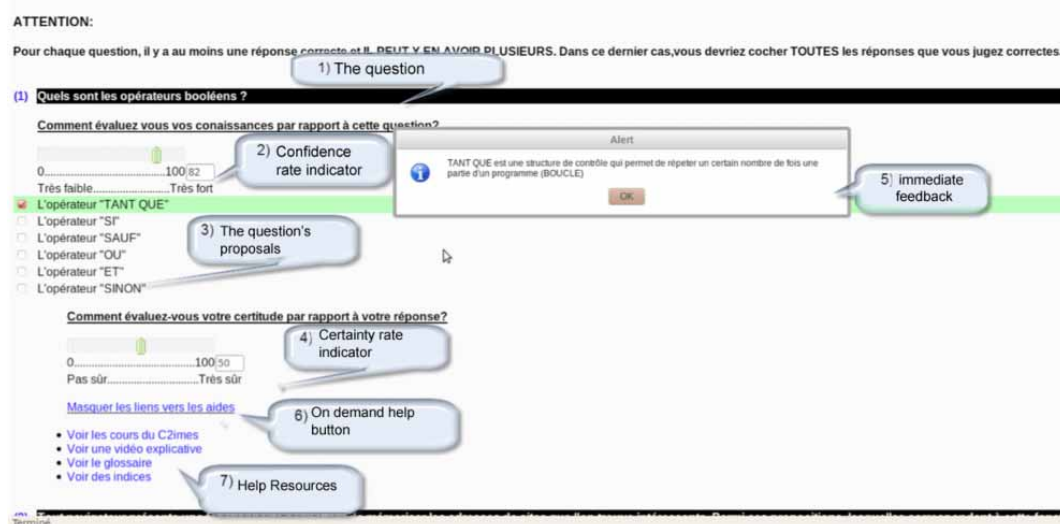 ATTENTION:
Pour chaque question, il y a au moins une réponse correcte et IL PEUT Y EN AVOIR PLUSIEURS. Dans ce dernier cas,vous devriez cocher TOUTES les réponses que vous jugez correctes
1) The question
(1) Quels sont les opérateurs booléens ?
Comment évaluez vous vos conaissances par rapport à cette question?
Alert
2) Confidence
rate indicator
TANT QUE est une structure de contrôle qui permet de répeter un certain nombre de fois une
partie d'un programme (BOUCLE)
OK
5) immediate
feedback
0...............................100 82
Très faible....................Très fort
L'opérateur "TANT QUE"
L'opérateur "SI"
L'opérateur "SAUF"
L'opérateur "OU"
L'opérateur "ET"
L'opérateur "SINON"
3) The question's
proposals
Comment évaluez-vous votre certitude par rapport à votre réponse?
4) Certainty rate
indicator
0...............................100 50
Pas sûr.......................Très sûr
Masquer les liens vers les aides
6) On demand help
button
• Voir les cours du C2imes
• Voir une vidéo explicative
• Voir le glossaire
• Voir des indices
7) Help Resources
Terminé